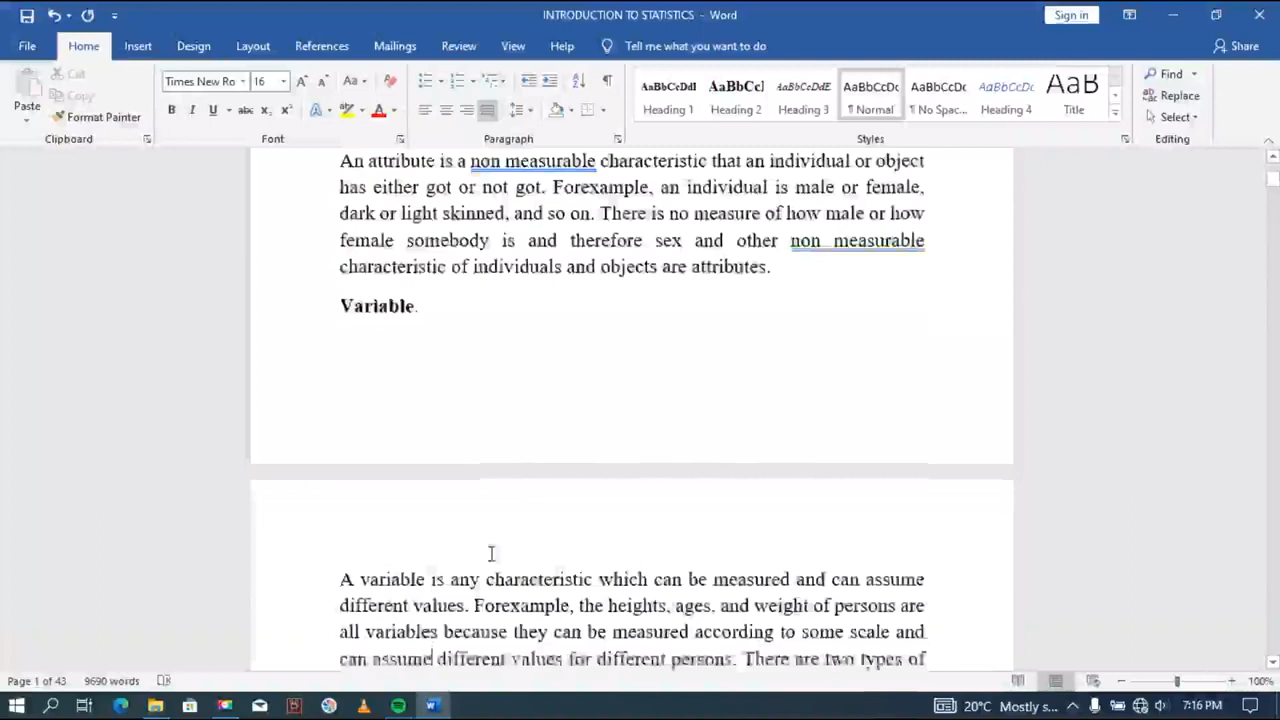 INTRODUCTION TO STATISTICS - Word
Sign in
File Home Insert Design Layout References Mailings Review View Help Tell me what you want to do Share
Paste
Cut
Copy
Format Painter
Clipboard
Times New Ro 16
Aa
B I U abc x₂ x²
Font
Paragraph
AaBbCcDdI AaBbCcI AaBbCcDdE AaBbCcDc AaBbCcDc AaBbCcDc AaB
Heading 1 Heading 2 Heading 3 ¶ Normal ¶ No Spac... Heading 4 Title
Styles
Find
Replace
Select
Editing
An attribute is a non measurable characteristic that an individual or object
has either got or not got. Forexample, an individual is male or female,
dark or light skinned, and so on. There is no measure of how male or how
female somebody is and therefore sex and other non measurable
characteristic of individuals and objects are attributes.
Variable.
A variable is any characteristic which can be measured and can assume
different values. Forexample, the heights, ages, and weight of persons are
all variables because they can be measured according to some scale and
can assume different values for different persons. There are two types of
Page 1 of 43 9690 words
100%
20°C Mostly s... 7:16 PM